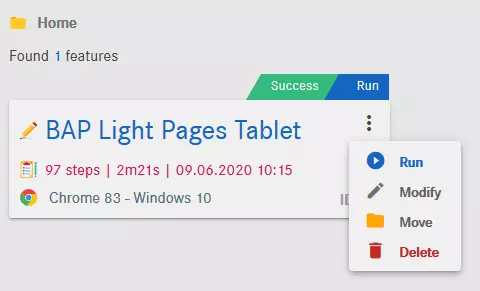 Home
Found 1 features
Success Run
BAP Light Pages Tablet
97 steps | 2m21s | 09.06.2020 10:15
Chrome 83 - Windows 10
Run
Modify
Move
Delete